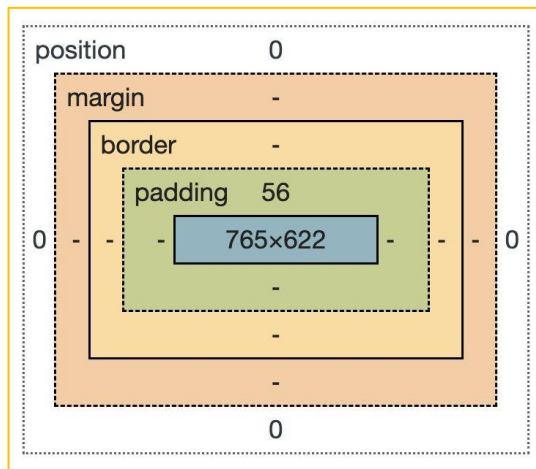 position 0
margin -
border -
padding 56
0 - - - 765×622 - - - 0
-
-
-
0